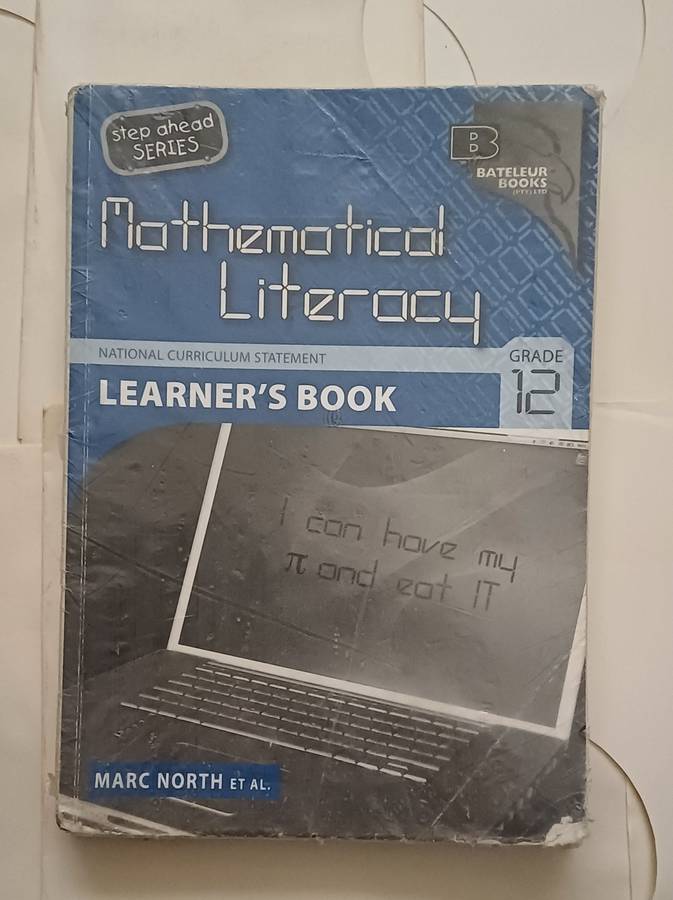 step ahead
SERIES
B
BATELEUR
BOOKS
(PTY) LTD
Mathematical
Literacy
NATIONAL CURRICULUM STATEMENT
GRADE
12
LEARNER'S BOOK
I can have my
π and eat IT
MARC NORTH ET AL.